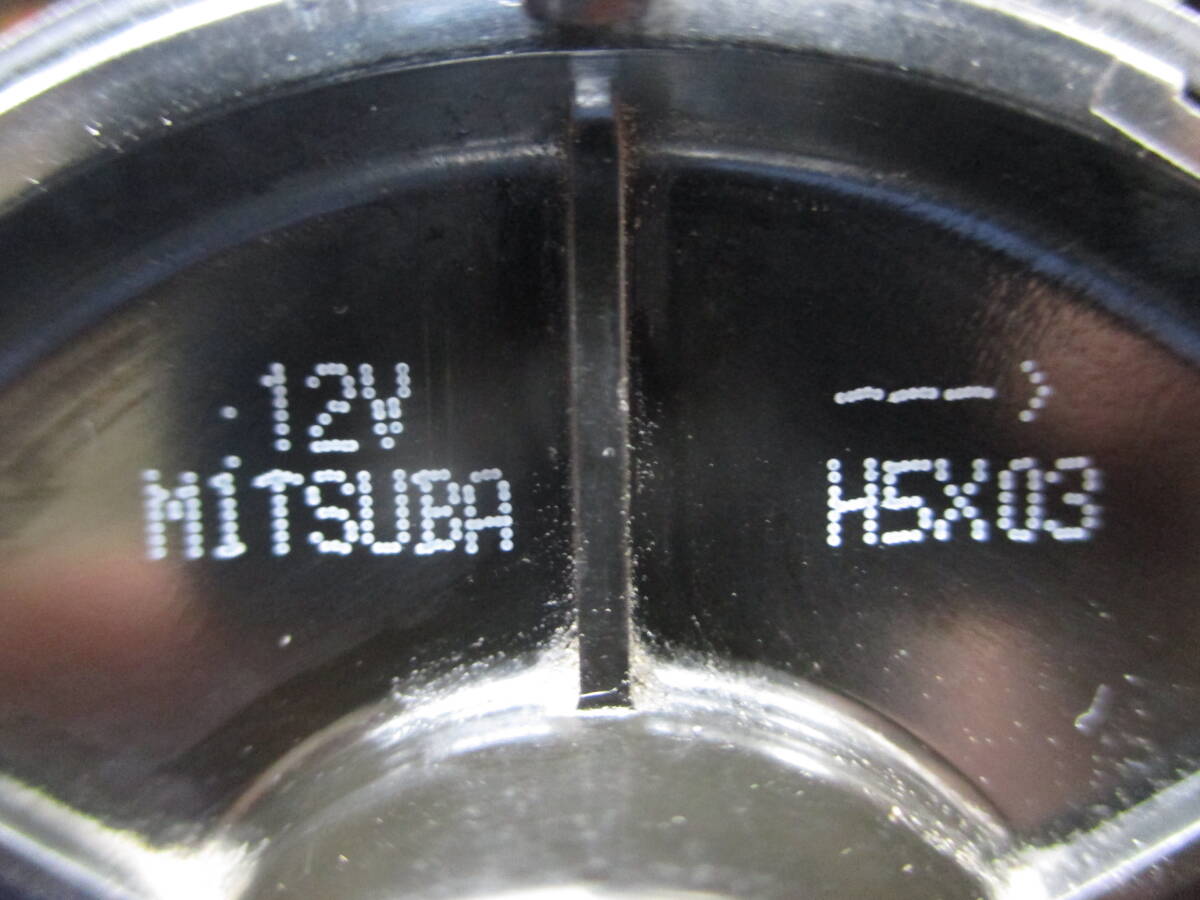 12V
MiTSUBA
--->
H5X03